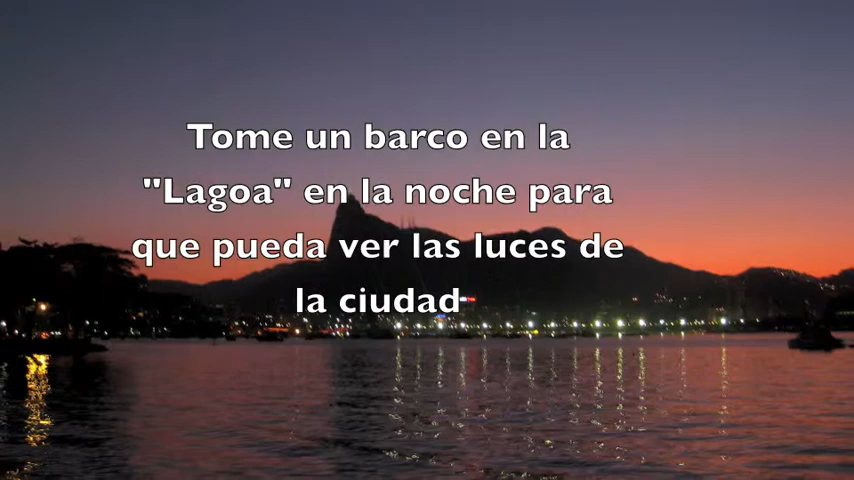 Tome un barco en la
"Lagoa" en la noche para
que pueda ver las luces de
la ciudad